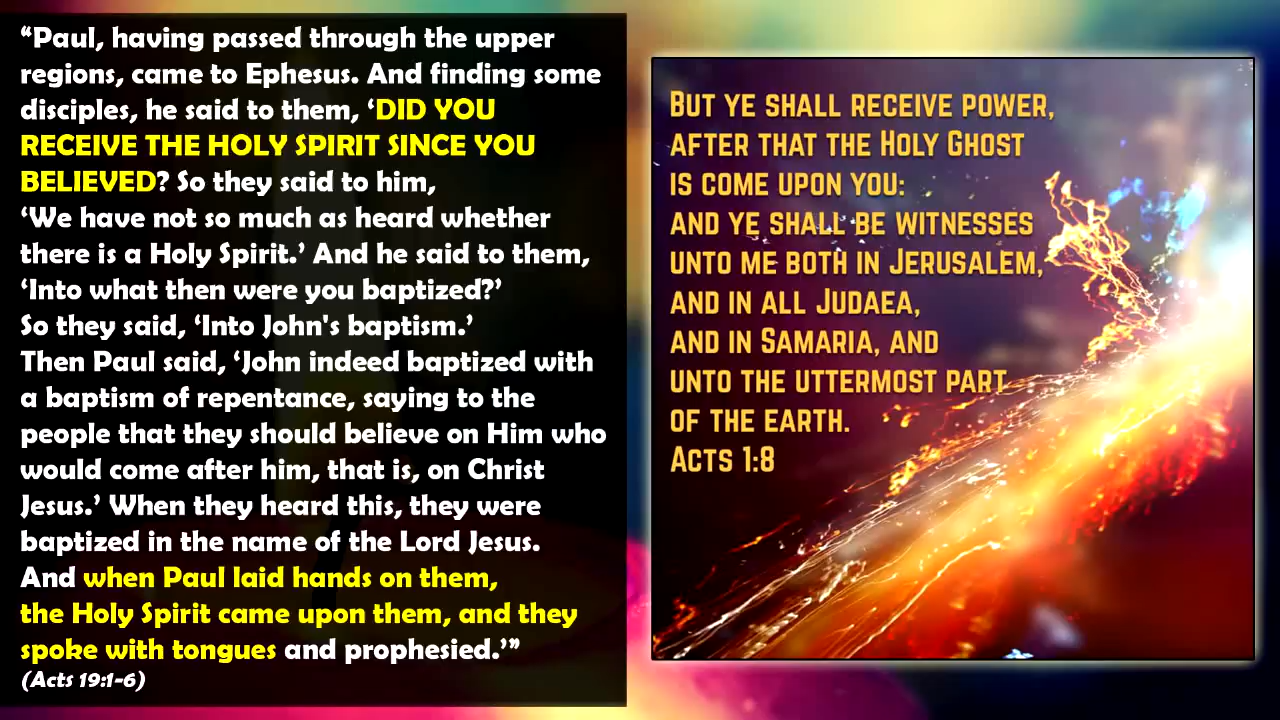 “Paul, having passed through the upper
regions, came to Ephesus. And finding some
disciples, he said to them, ‘DID YOU
RECEIVE THE HOLY SPIRIT SINCE YOU
BELIEVED? So they said to him,
‘We have not so much as heard whether
there is a Holy Spirit.’ And he said to them,
‘Into what then were you baptized?’
So they said, ‘Into John's baptism.’
Then Paul said, ‘John indeed baptized with
a baptism of repentance, saying to the
people that they should believe on Him who
would come after him, that is, on Christ
Jesus.’ When they heard this, they were
baptized in the name of the Lord Jesus.
And when Paul laid hands on them,
the Holy Spirit came upon them, and they
spoke with tongues and prophesied.’”
(Acts 19:1-6)
But ye shall receive power,
after that the Holy Ghost
is come upon you:
and ye shall be witnesses
unto me both in Jerusalem,
and in all Judaea,
and in Samaria, and
unto the uttermost part
of the earth.
Acts 1:8